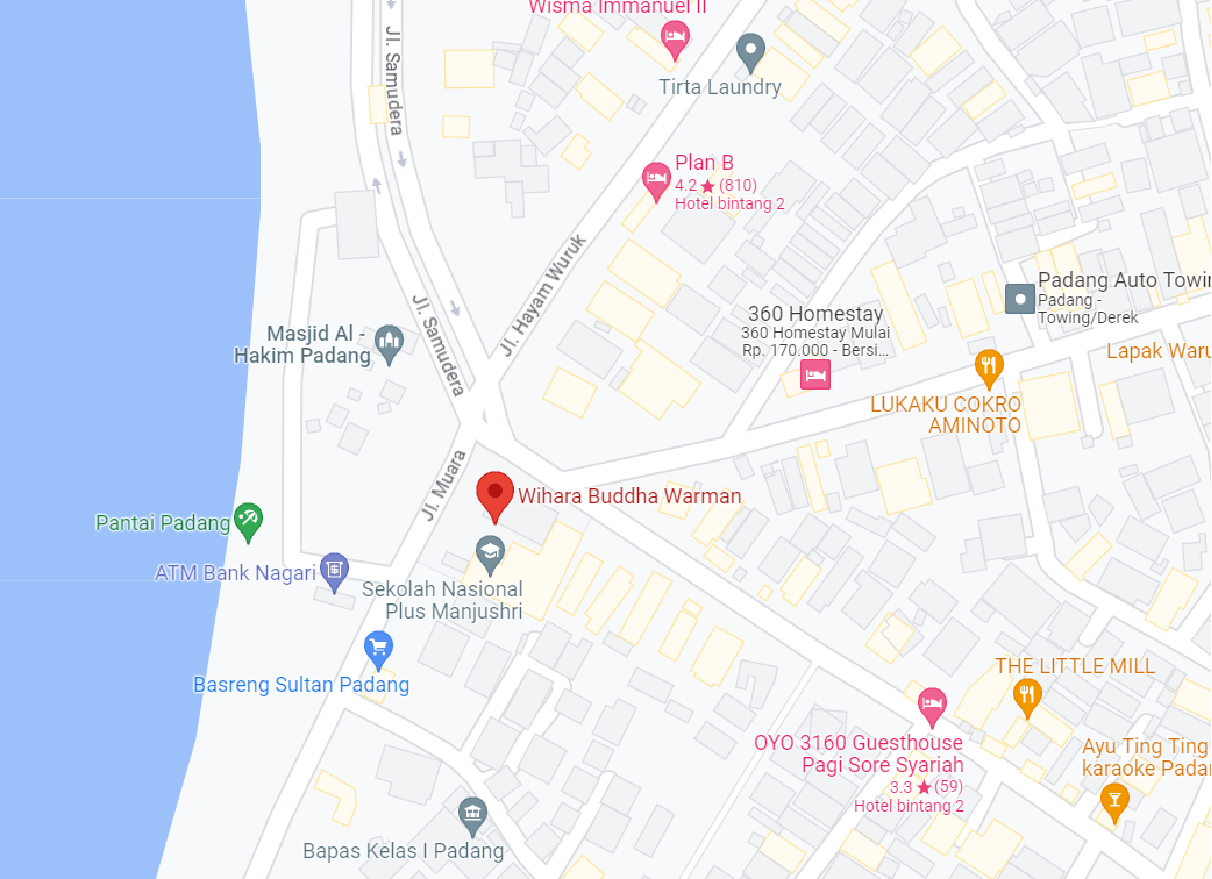 Wisma Immanuel II
Jl. Samudera
Tirta Laundry
Plan B
4.2 ★ (810)
Hotel bintang 2
Jl. Hayam Wuruk
Padang Auto Towin
Padang -
Towing/Derek
Jl. Samudera
360 Homestay
360 Homestay Mulai
Rp. 170.000 - Bersi...
Masjid Al -
Hakim Padang
Lapak Waru
LUKAKU COKRO
AMINOTO
Jl. Muara
Wihara Buddha Warman
Pantai Padang
ATM Bank Nagari
Sekolah Nasional
Plus Manjushri
Basreng Sultan Padang
THE LITTLE MILL
OYO 3160 Guesthouse
Pagi Sore Syariah
3.3 ★ (59)
Hotel bintang 2
Ayu Ting Ting
karaoke Padar
Bapas Kelas I Padang